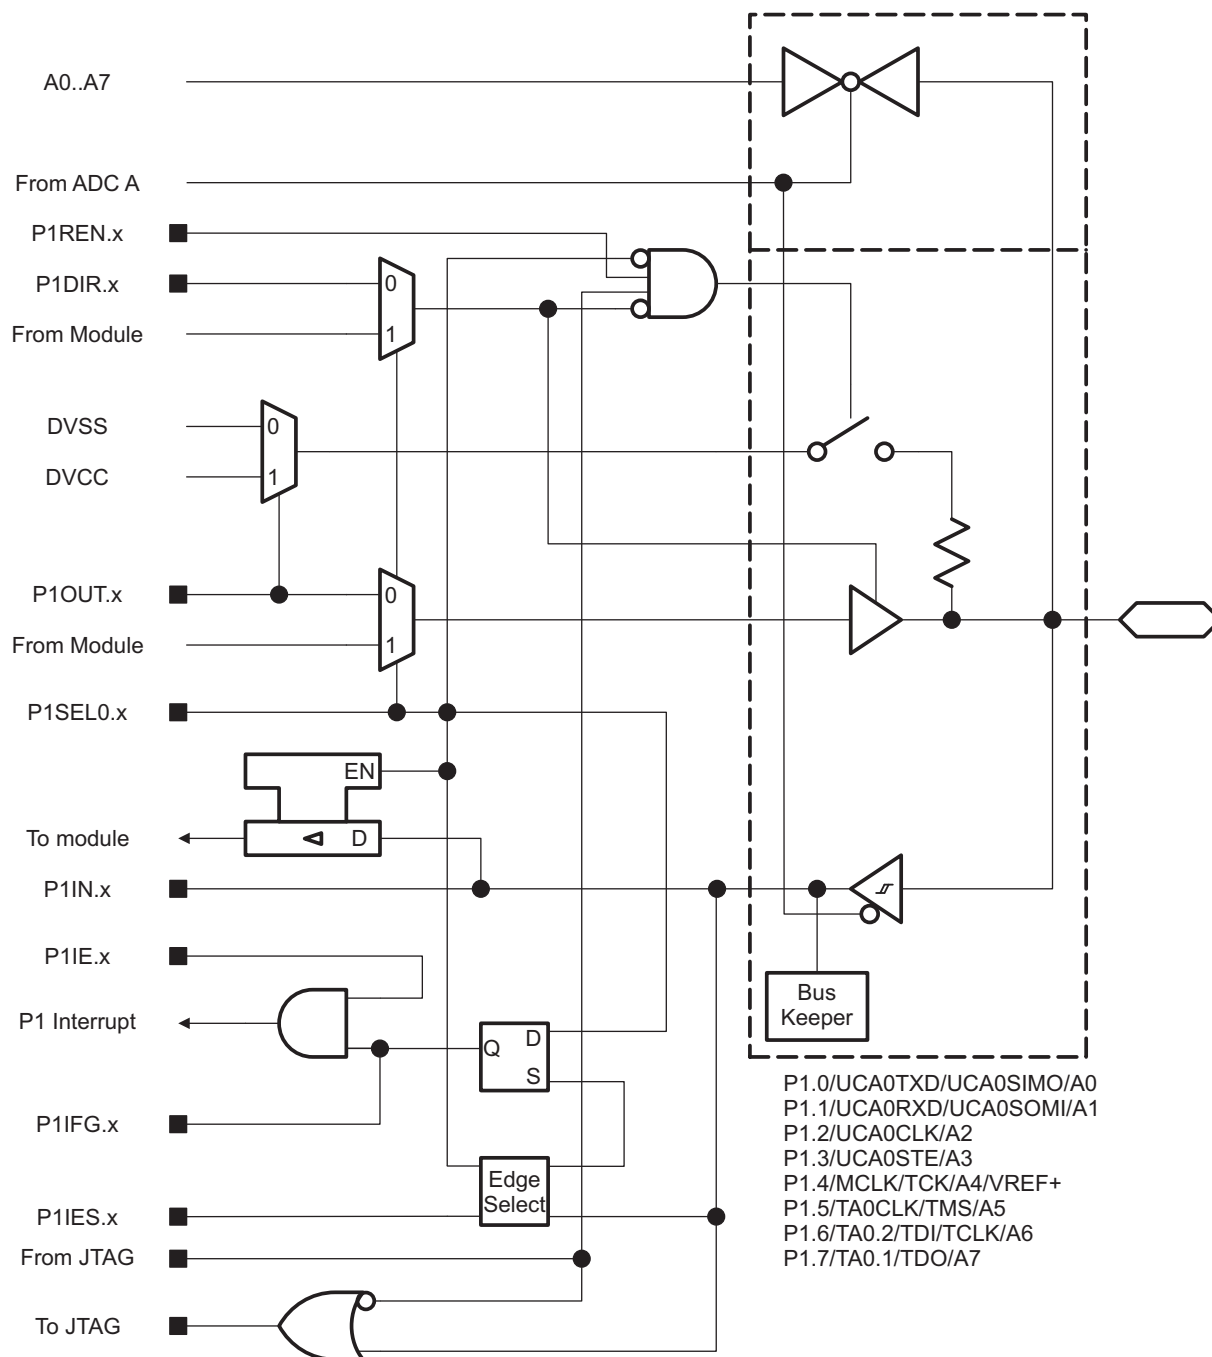 A0..A7
From ADC A
P1REN.x
P1DIR.x
0
From Module
1
DVSS
0
DVCC
1
P1OUT.x
0
From Module
1
P1SEL0.x
EN
To module
D
P1IN.x
P1IE.x
Bus
Keeper
P1 Interrupt
Q
D
S
P1IFG.x
Edge
Select
P1IES.x
From JTAG
To JTAG
P1.0/UCA0TXD/UCA0SIMO/A0
P1.1/UCA0RXD/UCA0SOMI/A1
P1.2/UCA0CLK/A2
P1.3/UCA0STE/A3
P1.4/MCLK/TCK/A4/VREF+
P1.5/TA0CLK/TMS/A5
P1.6/TA0.2/TDI/TCLK/A6
P1.7/TA0.1/TDO/A7